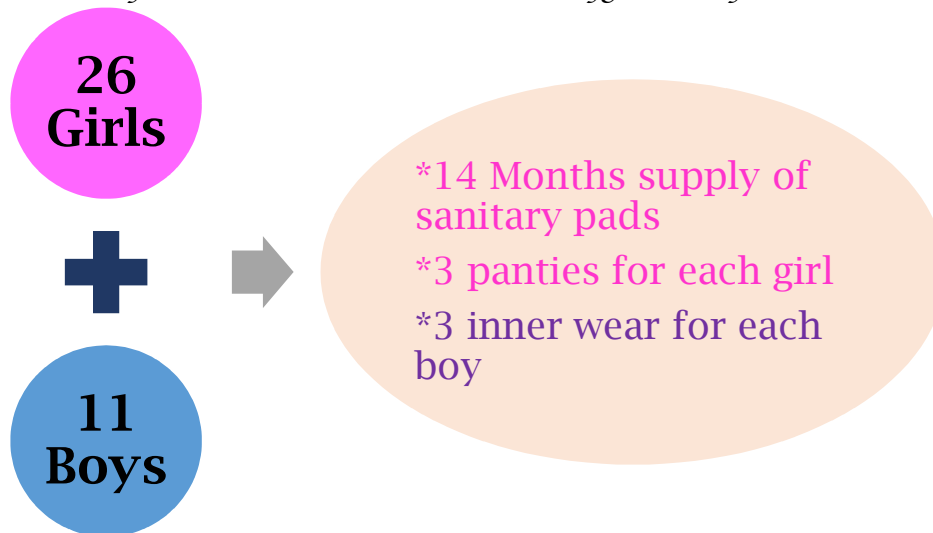 26
Girls
11
Boys
*14 Months supply of
sanitary pads
*3 panties for each girl
*3 inner wear for each
boy